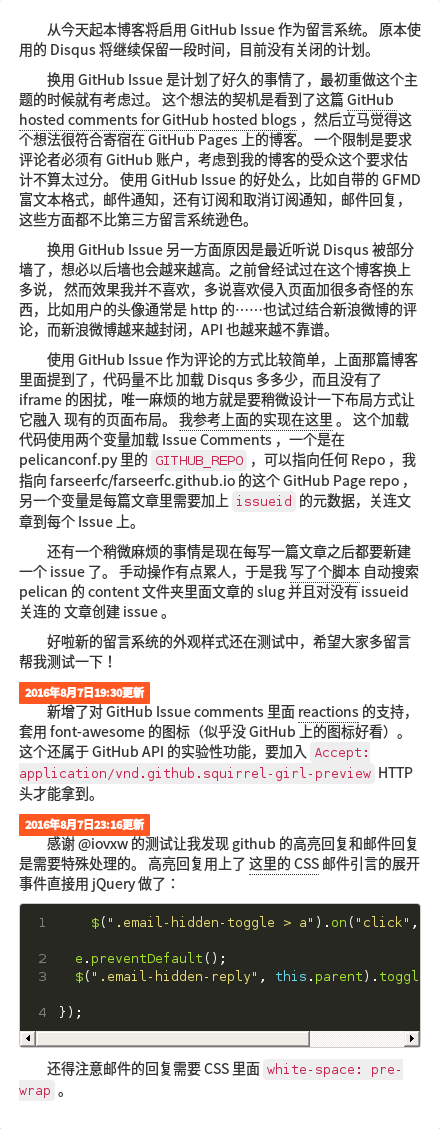 从今天起本博客将启用 GitHub Issue 作为留言系统。 原本使
用的 Disqus 将继续保留一段时间，目前没有关闭的计划。
换用 GitHub Issue 是计划了好久的事情了，最初重做这个主
题的时候就有考虑过。 这个想法的契机是看到了这篇 GitHub
hosted comments for GitHub hosted blogs ，然后立马觉得这
个想法很符合寄宿在 GitHub Pages 上的博客。 一个限制是要求
评论者必须有 GitHub 账户，考虑到我的博客的受众这个要求估
计不算太过分。 使用 GitHub Issue 的好处么，比如自带的 GFMD
富文本格式，邮件通知，还有订阅和取消订阅通知，邮件回复，
这些方面都不比第三方留言系统逊色。
换用 GitHub Issue 另一方面原因是最近听说 Disqus 被部分
墙了，想必以后墙也会越来越高。之前曾经试过在这个博客换上
多说， 然而效果我并不喜欢，多说喜欢侵入页面加很多奇怪的东
西，比如用户的头像通常是 http 的……也试过结合新浪微博的评
论，而新浪微博越来越封闭，API 也越来越不靠谱。
使用 GitHub Issue 作为评论的方式比较简单，上面那篇博客
里面提到了，代码量不比 加载 Disqus 多多少，而且没有了
iframe 的困扰，唯一麻烦的地方就是要稍微设计一下布局方式让
它融入 现有的页面布局。 我参考上面的实现在这里 。 这个加载
代码使用两个变量加载 Issue Comments ，一个是在
pelicanconf.py 里的 GITHUB_REPO ，可以指向任何 Repo ，我
指向 farseerfc/farseerfc.github.io 的这个 GitHub Page repo ，
另一个变量是每篇文章里需要加上 issueid 的元数据，关连文
章到每个 Issue 上。
还有一个稍微麻烦的事情是现在每写一篇文章之后都要新建
一个 issue 了。 手动操作有点累人，于是我 写了个脚本 自动搜索
pelican 的 content 文件夹里面文章的 slug 并且对没有 issueid
关连的 文章创建 issue 。
好啦新的留言系统的外观样式还在测试中，希望大家多留言
帮我测试一下！
2016年8月7日19:30更新
新增了对 GitHub Issue comments 里面 reactions 的支持，
套用 font-awesome 的图标（似乎没 GitHub 上的图标好看）。
这个还属于 GitHub API 的实验性功能，要加入 Accept:
application/vnd.github.squirrel-girl-preview HTTP
头才能拿到。
2016年8月7日23:16更新
感谢 @iovxw 的测试让我发现 github 的高亮回复和邮件回复
是需要特殊处理的。 高亮回复用上了 这里的 CSS 邮件引言的展开
事件直接用 jQuery 做了：
1 $(".email-hidden-toggle > a").on("click",
2 e.preventDefault();
3 $(".email-hidden-reply", this.parent).toggl
4 });
还得注意邮件的回复需要 CSS 里面 white-space: pre-
wrap 。